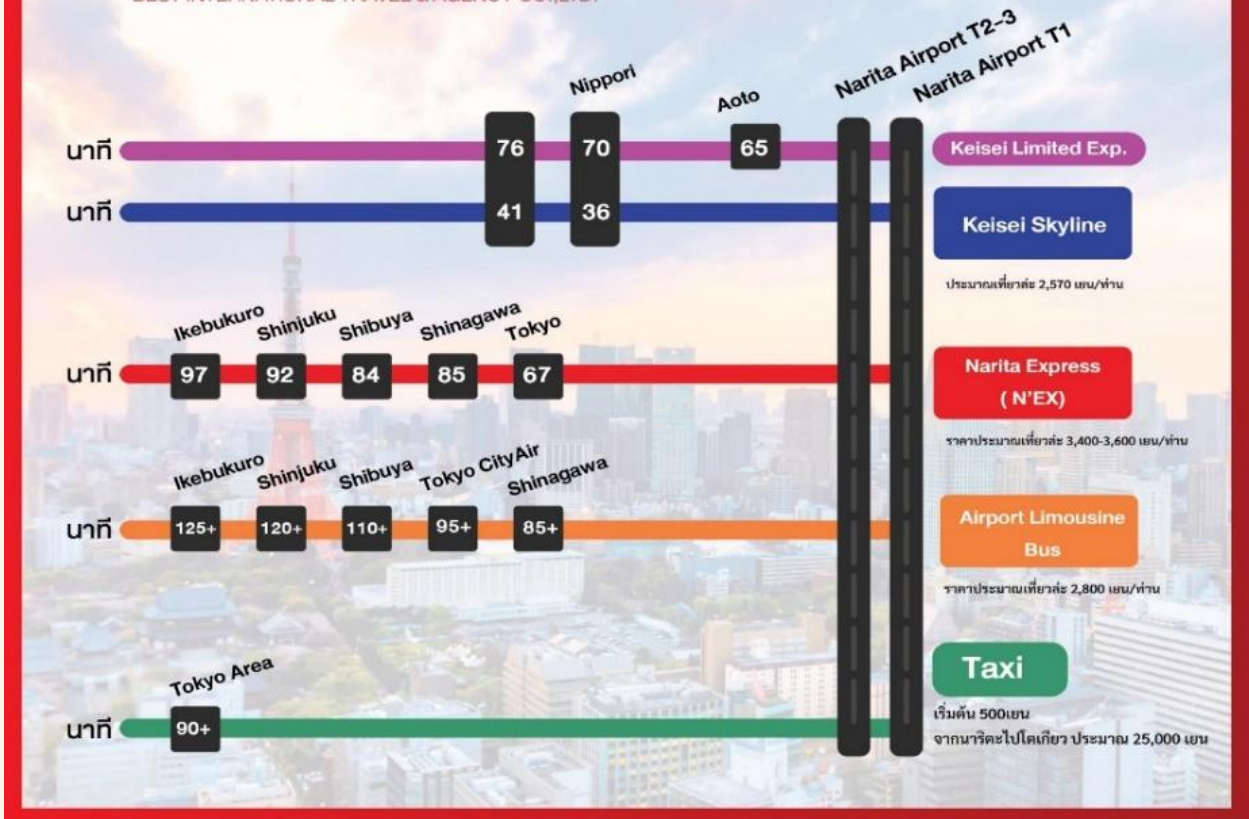 Narita Airport T2-3
Narita Airport T1
Nippori
Aoto
นาที 76 70 65 Keisei Limited Exp.
นาที 41 36 Keisei Skyline
ประมาณเที่ยวล่ะ 2,570 เยน/ท่าน
Ikebukuro Shinjuku Shibuya Shinagawa Tokyo
นาที 97 92 84 85 67
Narita Express
( N'EX)
ราคาประมาณเที่ยวล่ะ 3,400-3,600 เยน/ท่าน
Ikebukuro Shinjuku Shibuya Tokyo CityAir Shinagawa
นาที 125+ 120+ 110+ 95+ 85+
Airport Limousine
Bus
ราคาประมาณเที่ยวล่ะ 2,800 เยน/ท่าน
Tokyo Area
นาที 90+
Taxi
เริ่มต้น 500เยน
จากนาริตะไปโตเกียว ประมาณ 25,000 เยน